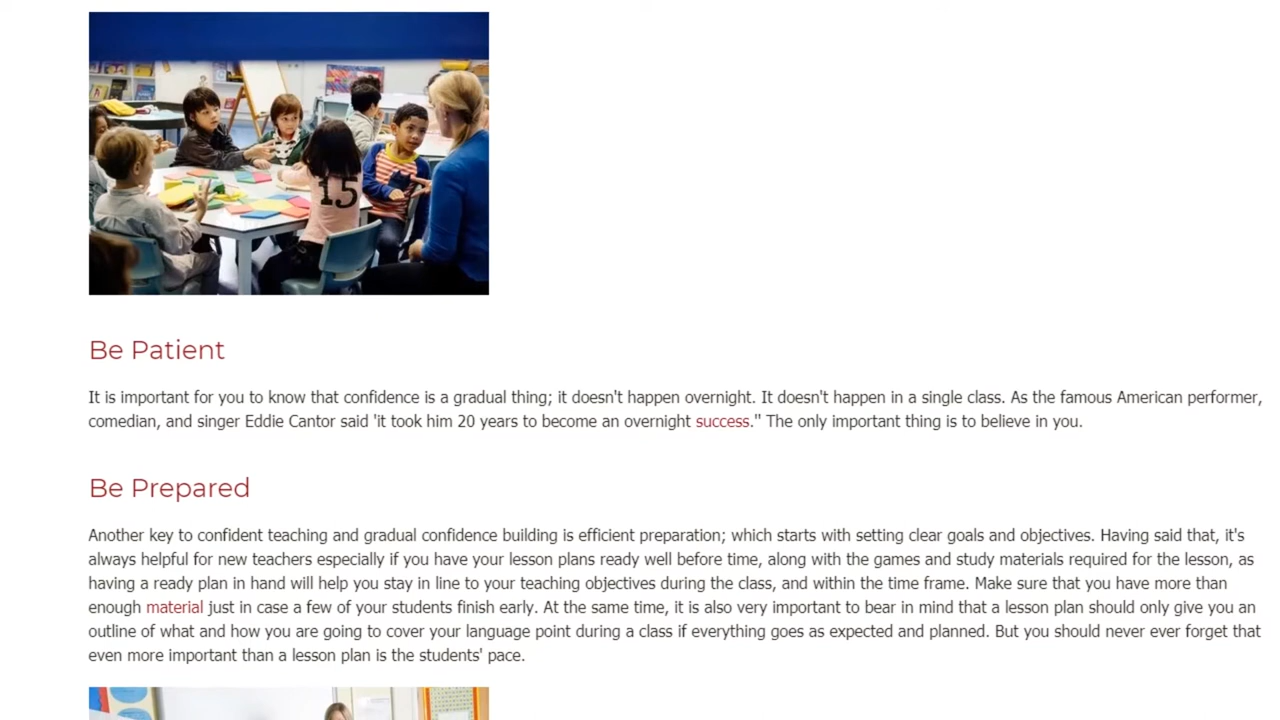 15
Be Patient
It is important for you to know that confidence is a gradual thing; it doesn't happen overnight. It doesn't happen in a single class. As the famous American performer,
comedian, and singer Eddie Cantor said 'it took him 20 years to become an overnight success." The only important thing is to believe in you.
Be Prepared
Another key to confident teaching and gradual confidence building is efficient preparation; which starts with setting clear goals and objectives. Having said that, it's
always helpful for new teachers especially if you have your lesson plans ready well before time, along with the games and study materials required for the lesson, as
having a ready plan in hand will help you stay in line to your teaching objectives during the class, and within the time frame. Make sure that you have more than
enough material just in case a few of your students finish early. At the same time, it is also very important to bear in mind that a lesson plan should only give you an
outline of what and how you are going to cover your language point during a class if everything goes as expected and planned. But you should never ever forget that
even more important than a lesson plan is the students' pace.